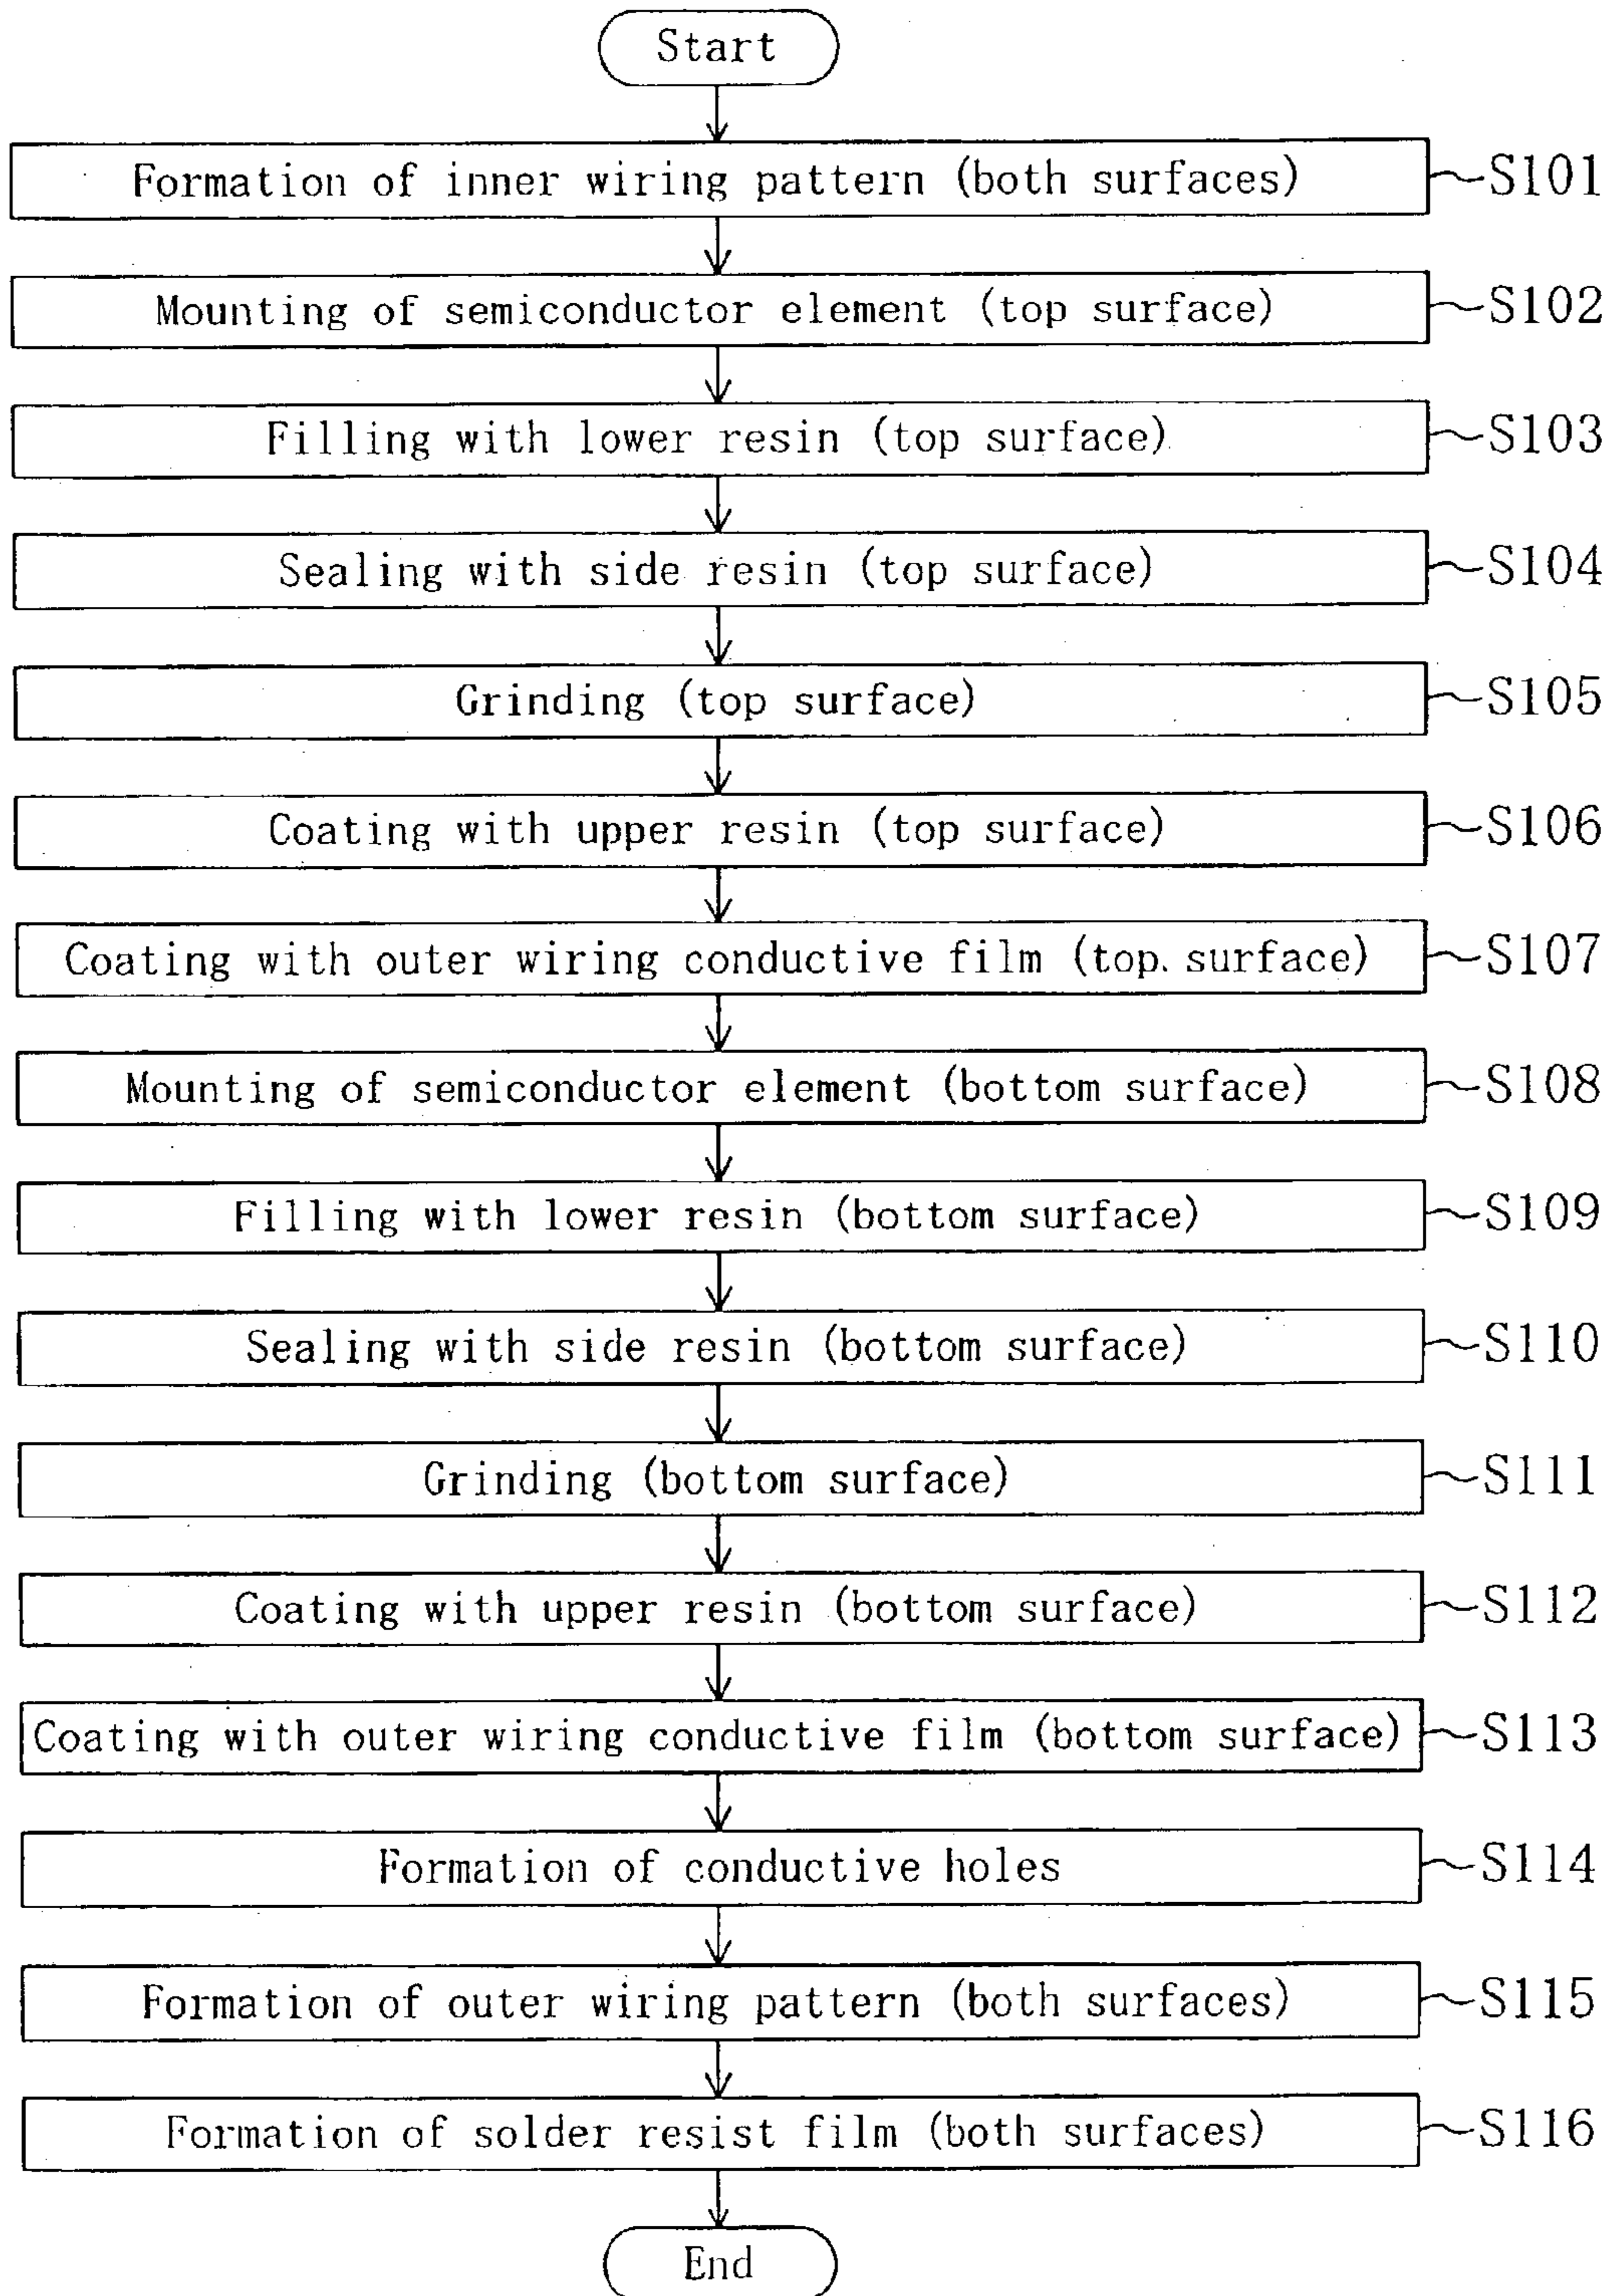 Start
Formation of inner wiring pattern (both surfaces) S101
Mounting of semiconductor element (top surface) S102
Filling with lower resin (top surface) S103
Sealing with side resin (top surface) S104
Grinding (top surface) S105
Coating with upper resin (top surface) S106
Coating with outer wiring conductive film (top surface) S107
Mounting of semiconductor element (bottom surface) S108
Filling with lower resin (bottom surface) S109
Sealing with side resin (bottom surface) S110
Grinding (bottom surface) S111
Coating with upper resin (bottom surface) S112
Coating with outer wiring conductive film (bottom surface) S113
Formation of conductive holes S114
Formation of outer wiring pattern (both surfaces) S115
Formation of solder resist film (both surfaces) S116
End